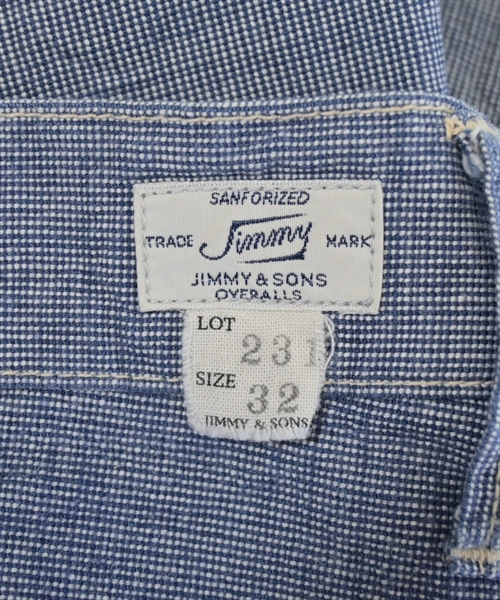 SANFORIZED
TRADE Jimmy MARK
JIMMY & SONS
OVERALLS
LOT 231
SIZE 32
JIMMY & SONS